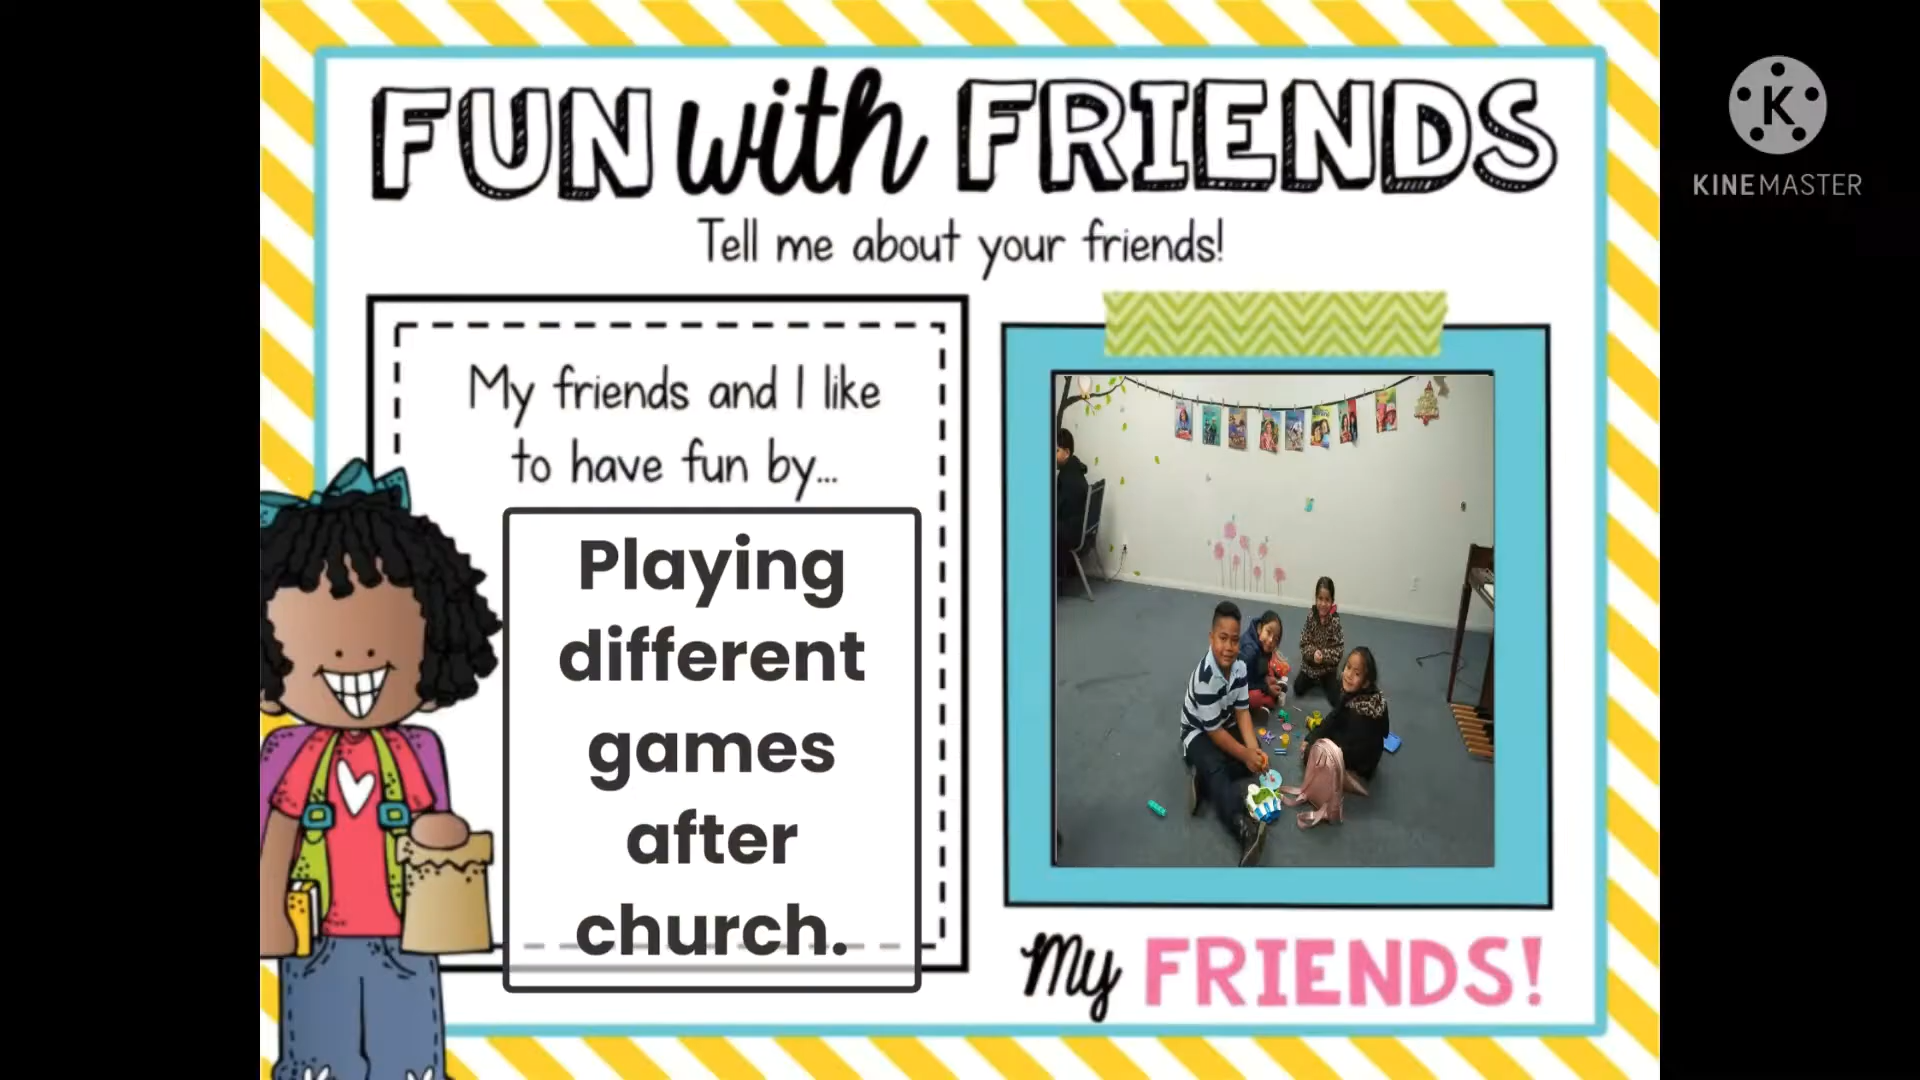 FUN with FRIENDS
Tell me about your friends!
My friends and I like
to have fun by...
Playing
different
games
after
church.
My FRIENDS!
K
KINEMASTER